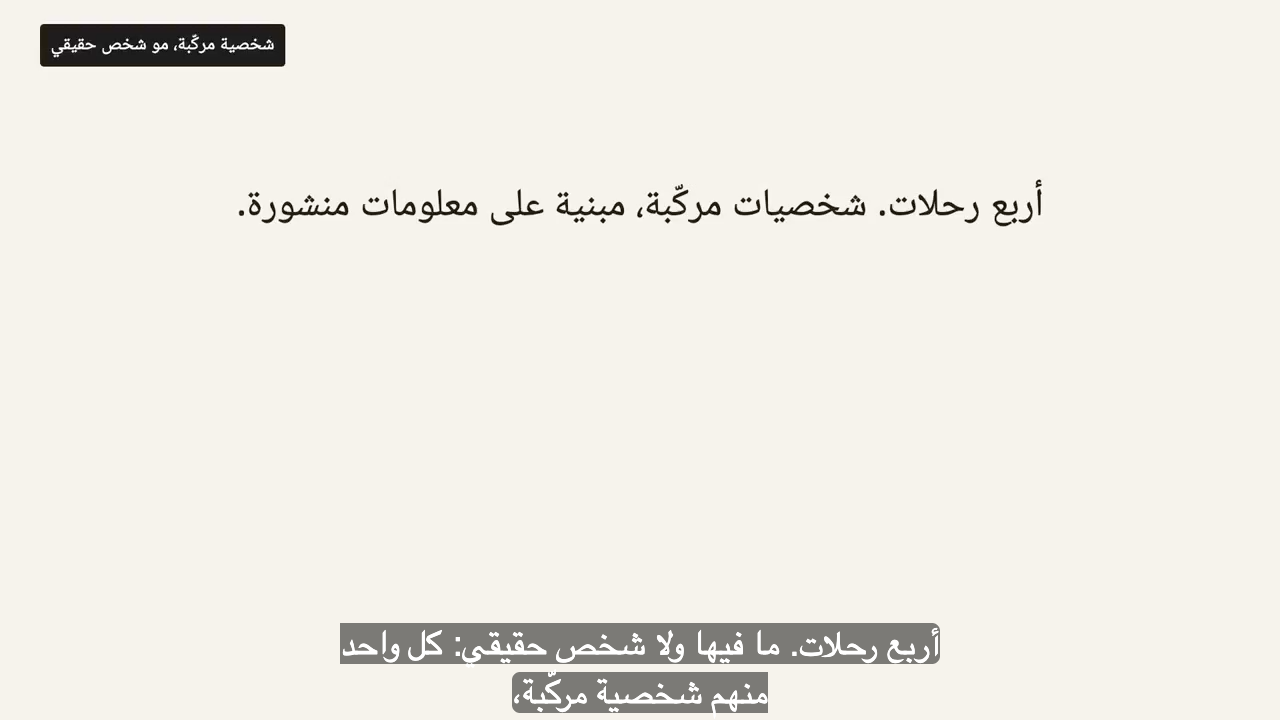 شخصية مركّبة، مو شخص حقيقي
أربع رحلات. شخصيات مركّبة، مبنية على معلومات منشورة.
أربع رحلات. ما فيها ولا شخص حقيقي: كل واحد
منهم شخصية مركّبة،